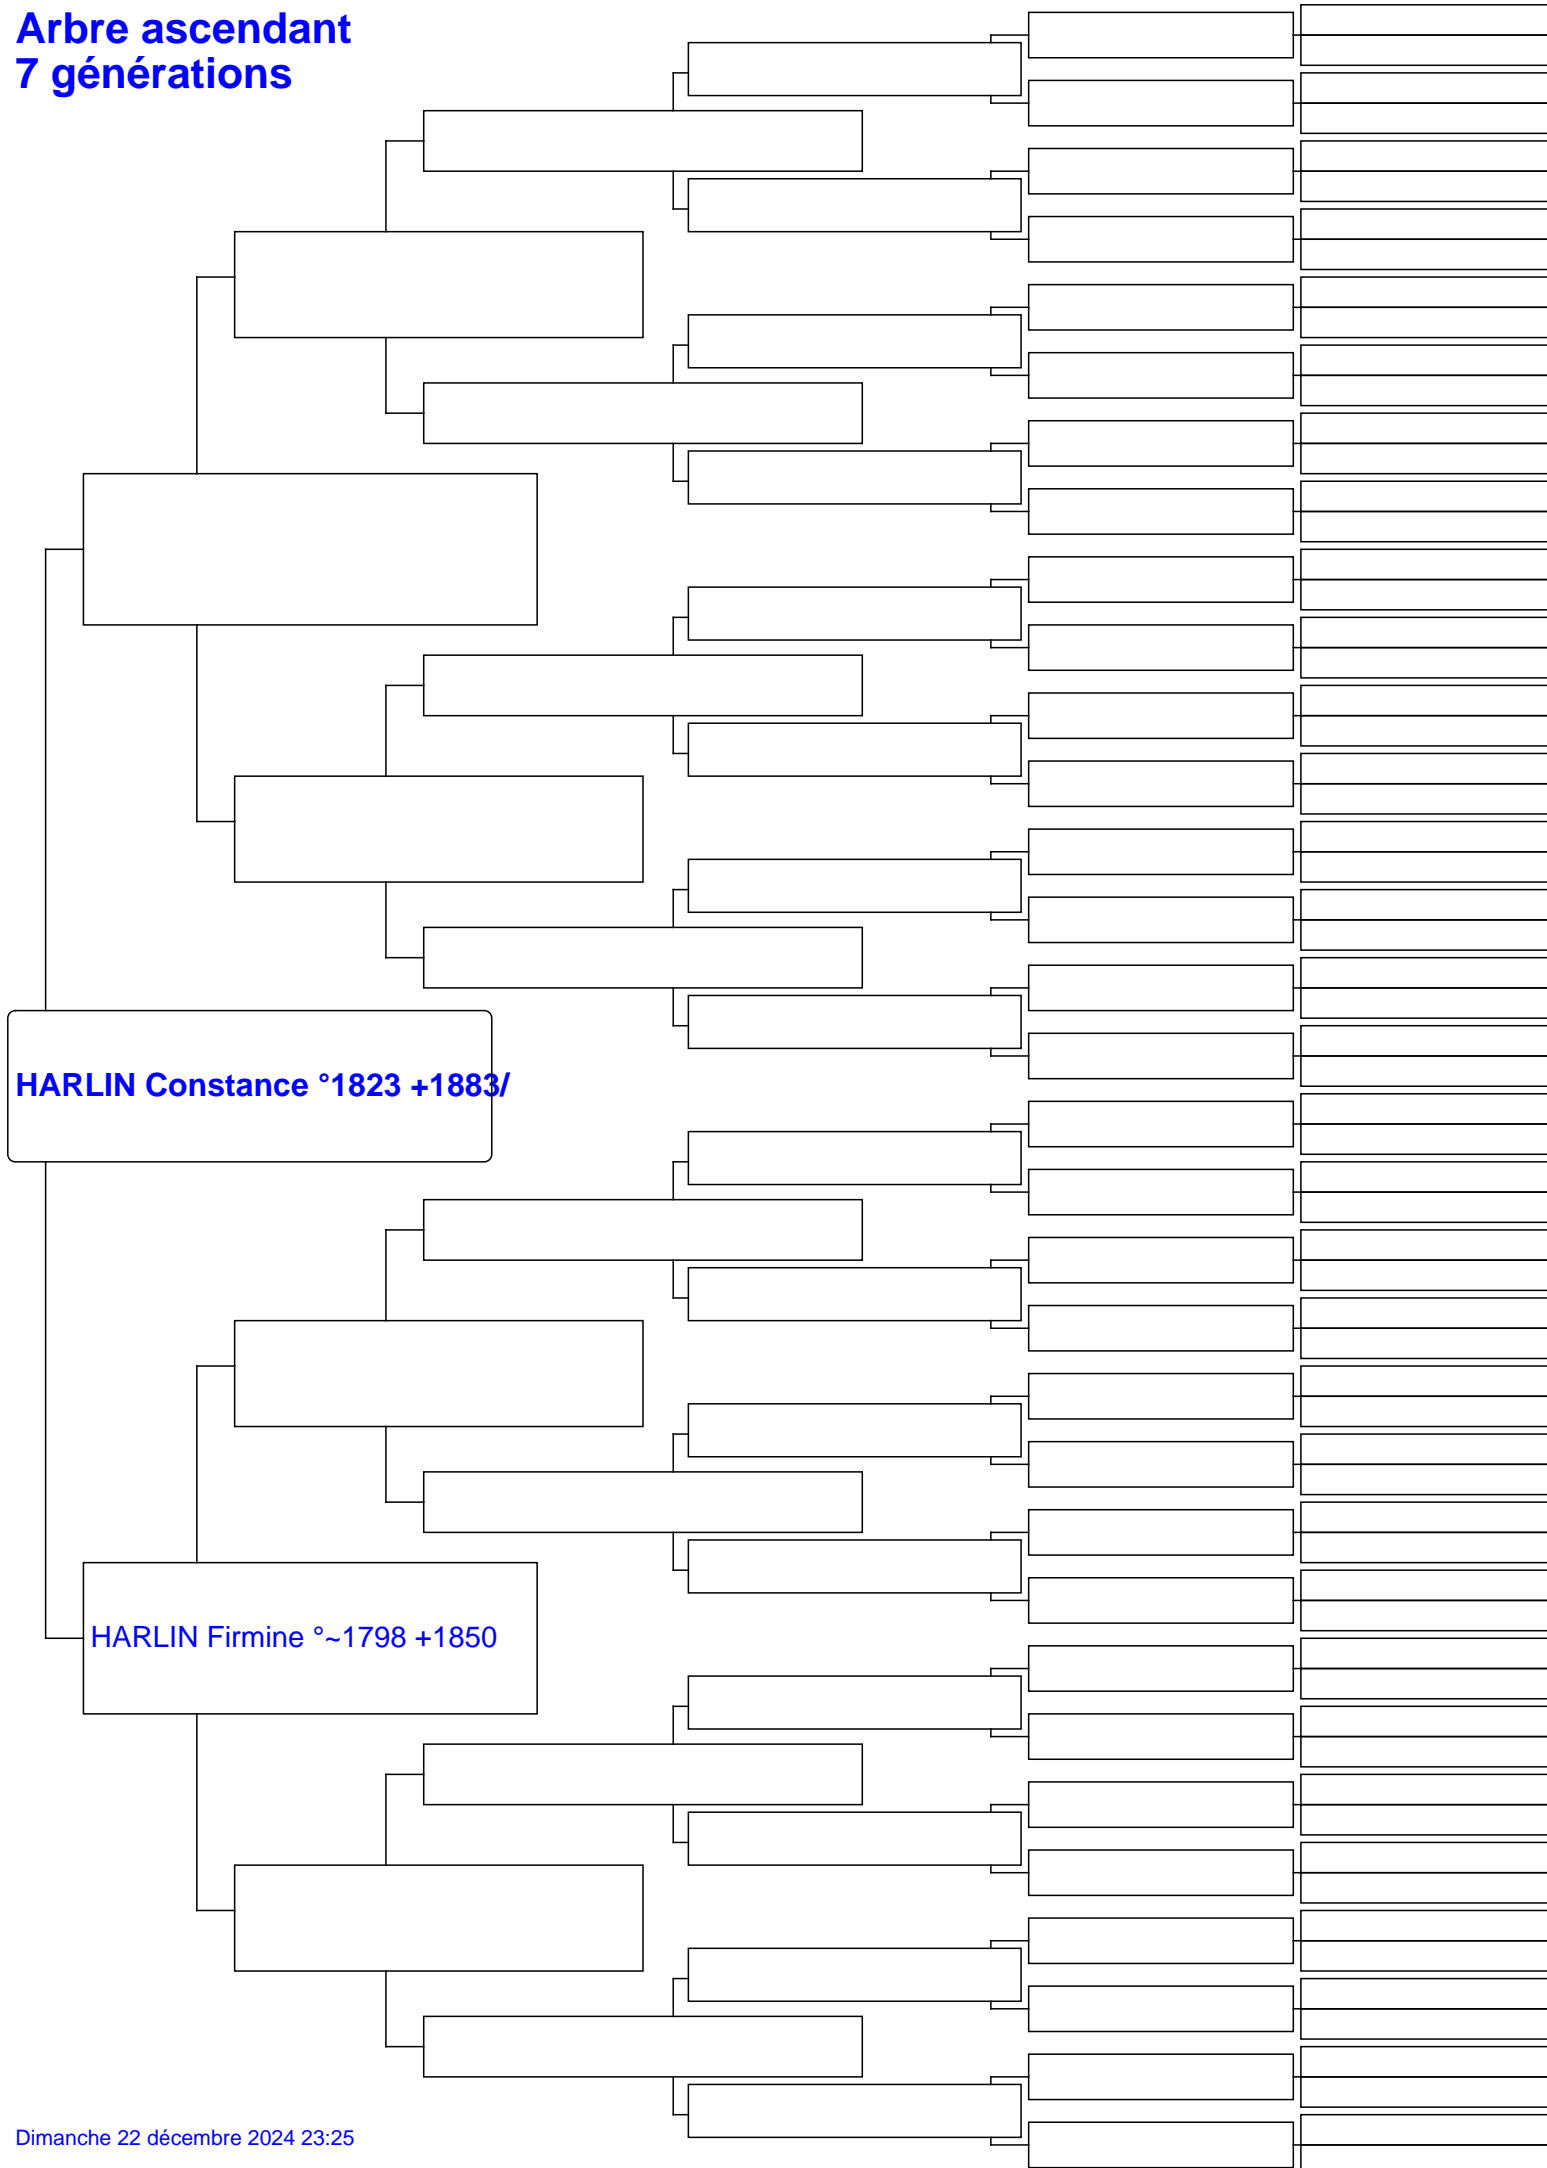 Arbre ascendant
7 générations
HARLIN Constance °1823 +1883/
HARLIN Firmine °~1798 +1850
Dimanche 22 décembre 2024 23:25